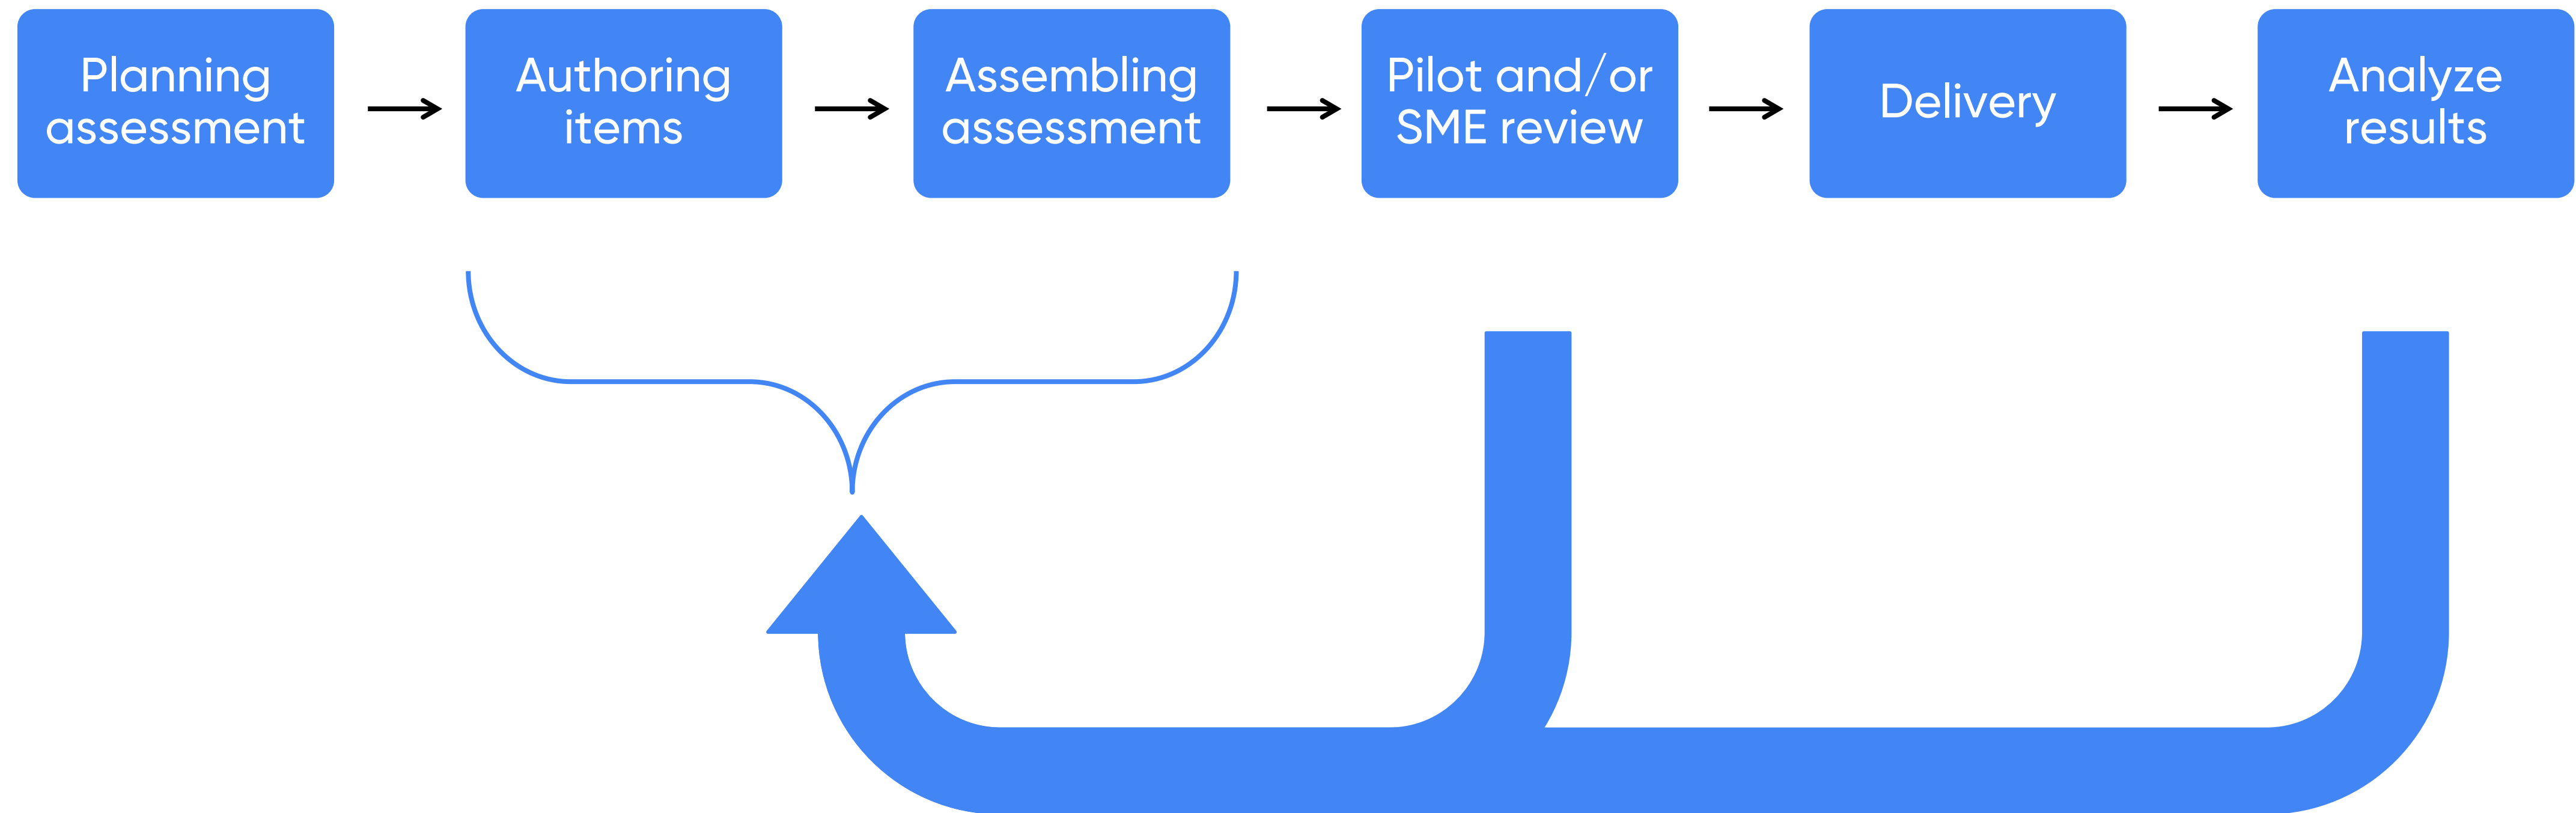 Planning
assessment
Authoring
items
Assembling
assessment
Pilot and/or
SME review
Delivery
Analyze
results